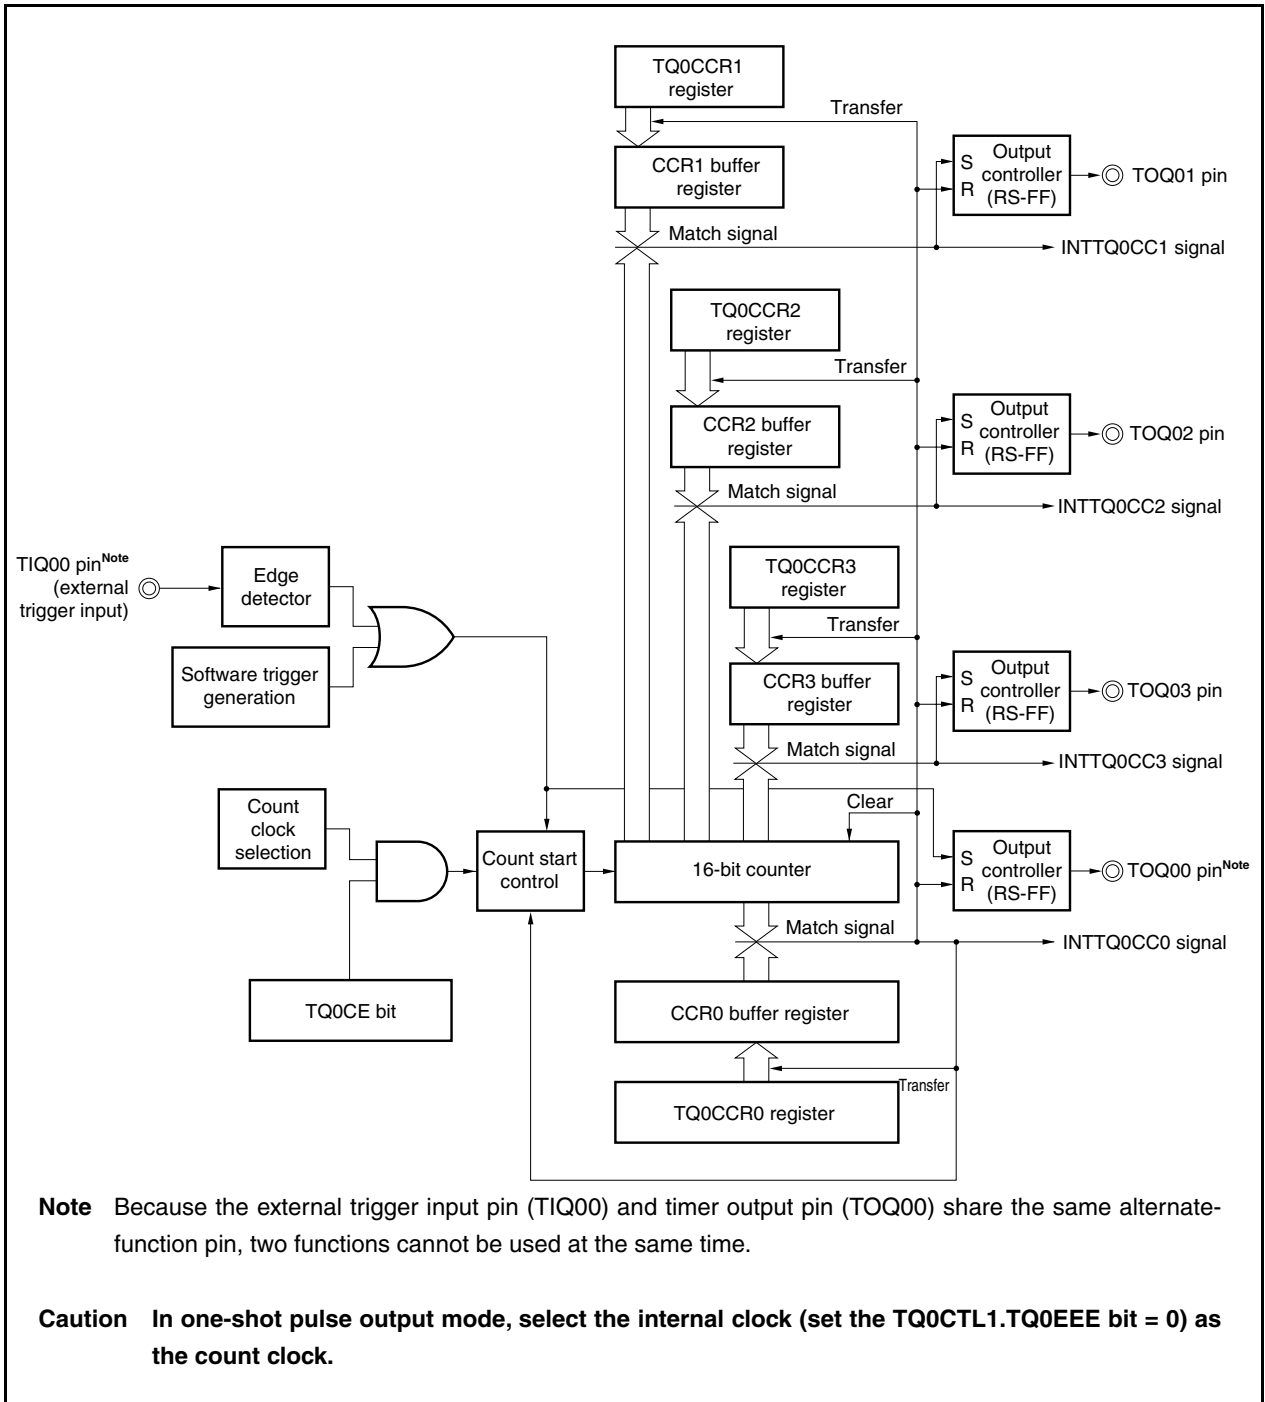 TQ0CCR1
register
Transfer
CCR1 buffer
register
S
R
Output
controller
(RS-FF)
TOQ01 pin
Match signal
INTTQ0CC1 signal
TQ0CCR2
register
Transfer
CCR2 buffer
register
S
R
Output
controller
(RS-FF)
TOQ02 pin
Match signal
INTTQ0CC2 signal
TIQ00 pinNote
(external
trigger input)
Edge
detector
Software trigger
generation
TQ0CCR3
register
Transfer
CCR3 buffer
register
S
R
Output
controller
(RS-FF)
TOQ03 pin
Match signal
INTTQ0CC3 signal
Count
clock
selection
Count start
control
Clear
16-bit counter
S
R
Output
controller
(RS-FF)
TOQ00 pinNote
Match signal
INTTQ0CC0 signal
TQ0CE bit
CCR0 buffer register
Transfer
TQ0CCR0 register
Note Because the external trigger input pin (TIQ00) and timer output pin (TOQ00) share the same alternate-
function pin, two functions cannot be used at the same time.
Caution In one-shot pulse output mode, select the internal clock (set the TQ0CTL1.TQ0EEE bit = 0) as
the count clock.